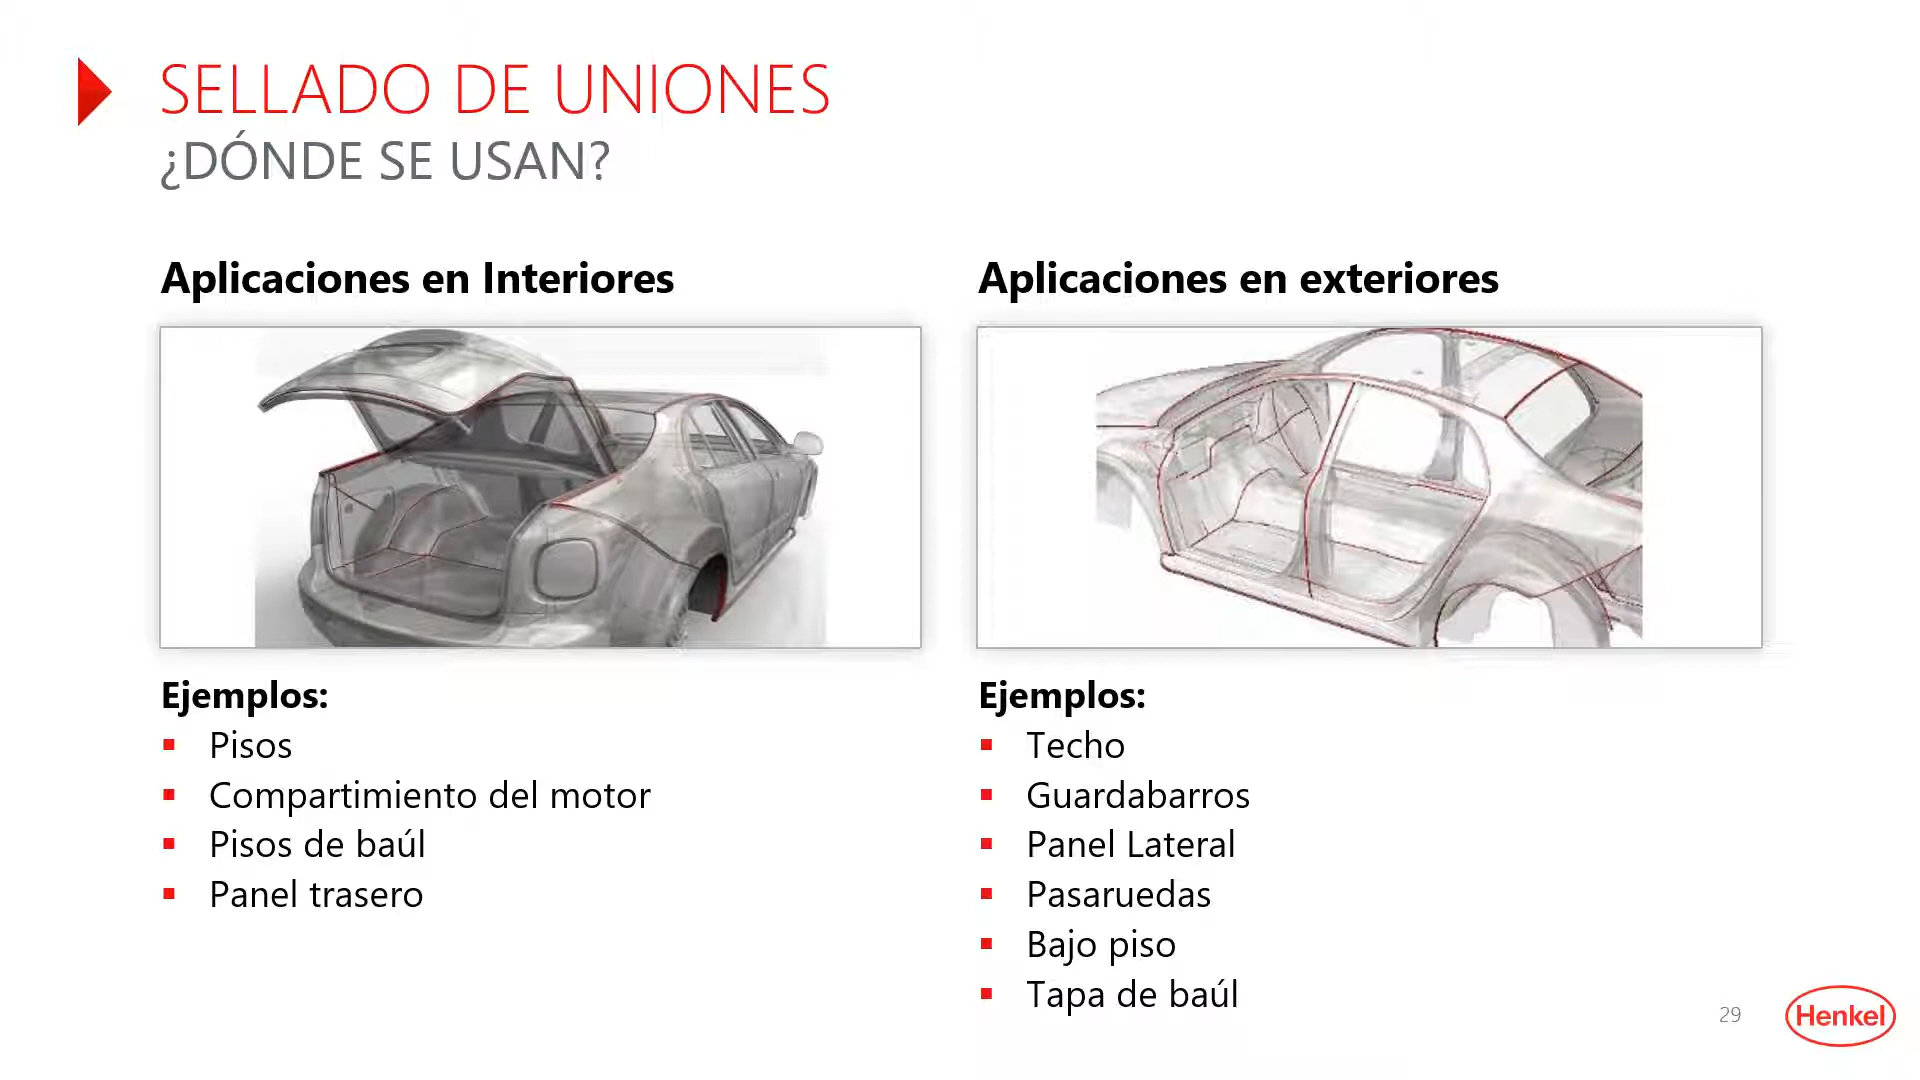 SELLADO DE UNIONES
¿DÓNDE SE USAN?
Aplicaciones en Interiores
Ejemplos:
Pisos
Compartimiento del motor
Pisos de baúl
Panel trasero
Aplicaciones en exteriores
Ejemplos:
Techo
Guardabarros
Panel Lateral
Pasaruedas
Bajo piso
Tapa de baúl
29
Henkel